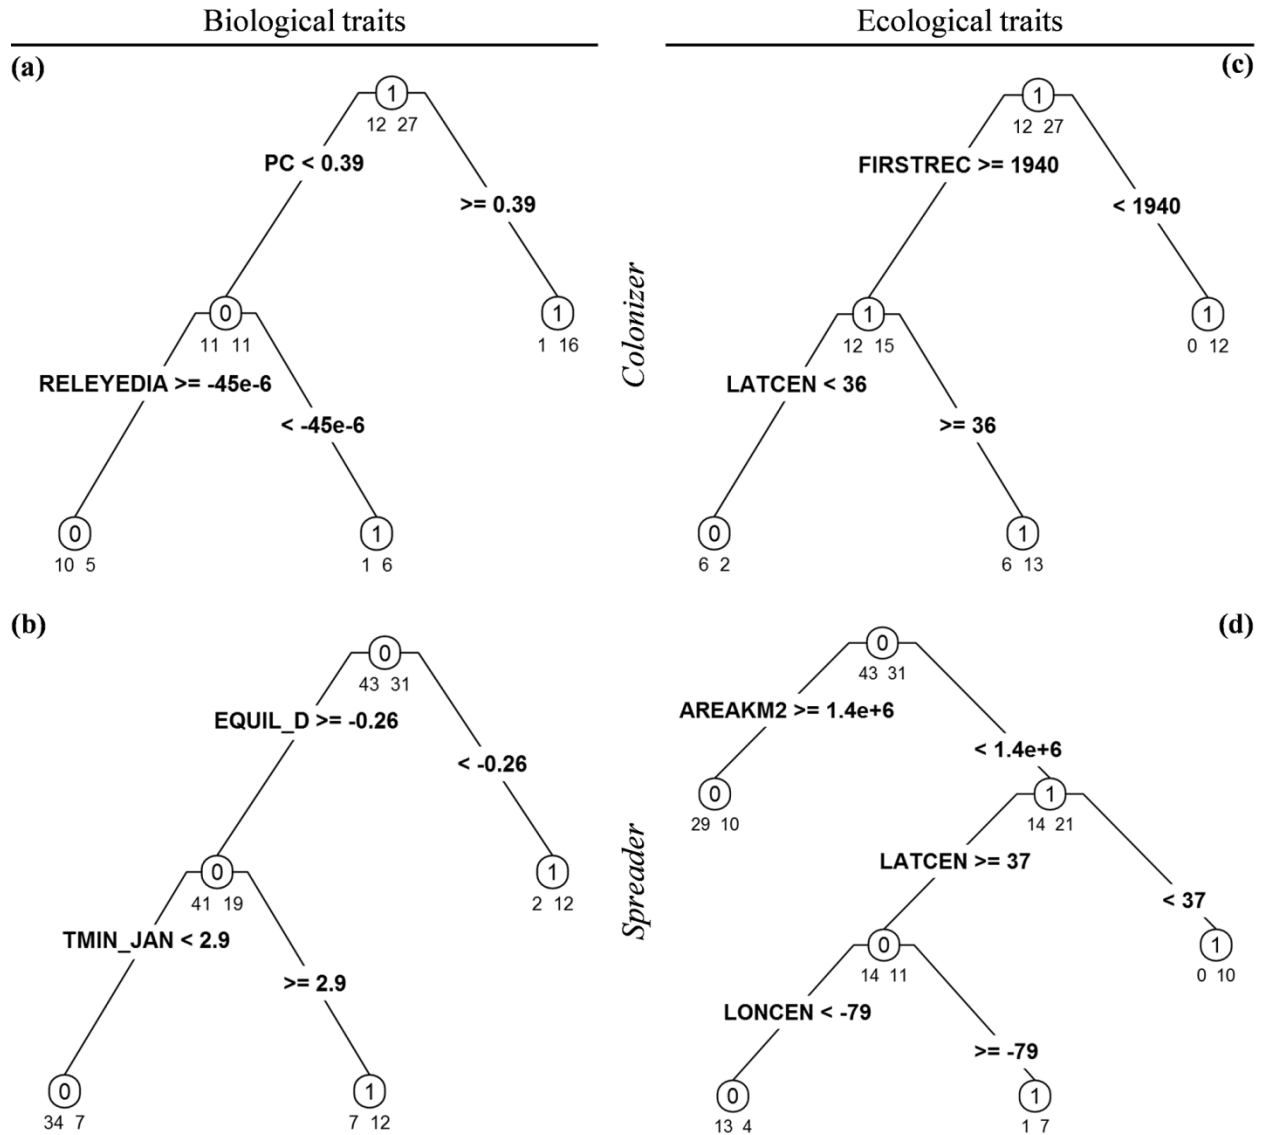 Biological traits
Ecological traits
(a)
1
12 27
PC < 0.39
>= 0.39
0
11 11
1
1 16
RELEYEDIA >= -45e-6
< -45e-6
0
10 5
1
1 6
Colonizer
(c)
1
12 27
FIRSTREC >= 1940
< 1940
1
12 15
1
0 12
LATCEN < 36
>= 36
0
6 2
1
6 13
(b)
0
43 31
EQUIL_D >= -0.26
< -0.26
0
41 19
1
2 12
TMIN_JAN < 2.9
>= 2.9
0
34 7
1
7 12
Spreader
(d)
0
43 31
AREAKM2 >= 1.4e+6
< 1.4e+6
0
29 10
1
14 21
LATCEN >= 37
< 37
0
14 11
1
0 10
LONCEN < -79
>= -79
0
13 4
1
1 7